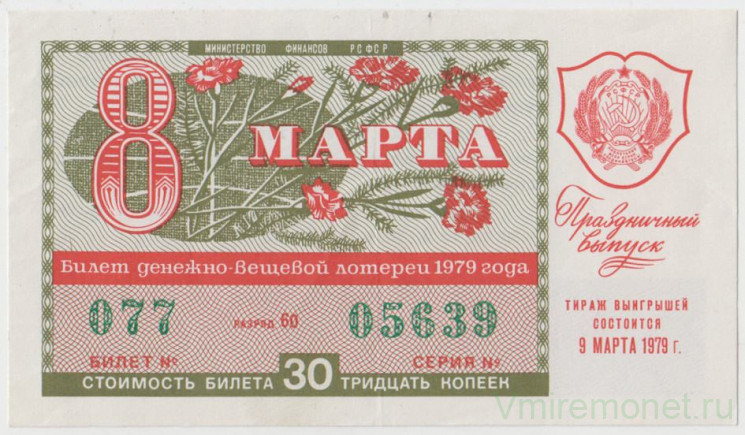 МИНИСТЕРСТВО ФИНАНСОВ РСФСР
8 МАРТА
Билет денежно-вещевой лотереи 1979 года
077 РАЗРЯД 60 05639
БИЛЕТ № СЕРИЯ №
СТОИМОСТЬ БИЛЕТА 30 ТРИДЦАТЬ КОПЕЕК
РСФСР
Праздничный
выпуск
ТИРАЖ ВЫИГРЫШЕЙ
СОСТОИТСЯ
9 МАРТА 1979 г.
Vmiremonet.ru